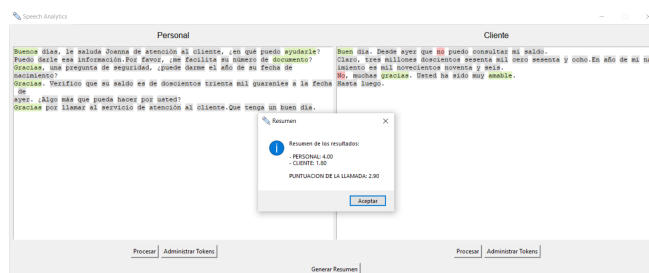 Speech Analytics
Personal
Buenos dias, le saluda Joanna de atención al cliente, ¿en qué puedo ayudarle?
Puedo darle esa información.Por favor, ¿me facilita su número de documento?
Gracias, una pregunta de seguridad, ¿puede darme el año de su fecha de
nacimiento?
Gracias. Verifico que su saldo es de doscientos treinta mil guaranies a la fecha
de
ayer. ¿Algo más que pueda hacer por usted?
Gracias por llamar al servicio de atención al cliente.Que tenga un buen dia.
Procesar
Administrar Tokens
Cliente
Buen dia. Desde ayer que no puedo consultar mi saldo.
Claro, tres millones doscientos sesenta mil cero sesenta y ocho.En año de mi na
imiento es mil novecientos noventa y seis.
No, muchas gracias. Usted ha sido muy amable.
Hasta luego.
Procesar
Administrar Tokens
Resumen
Resumen de los resultados:
- PERSONAL: 4.00
- CLIENTE: 1.80
PUNTUACION DE LA LLAMADA: 2.90
Aceptar
Generar Resumen